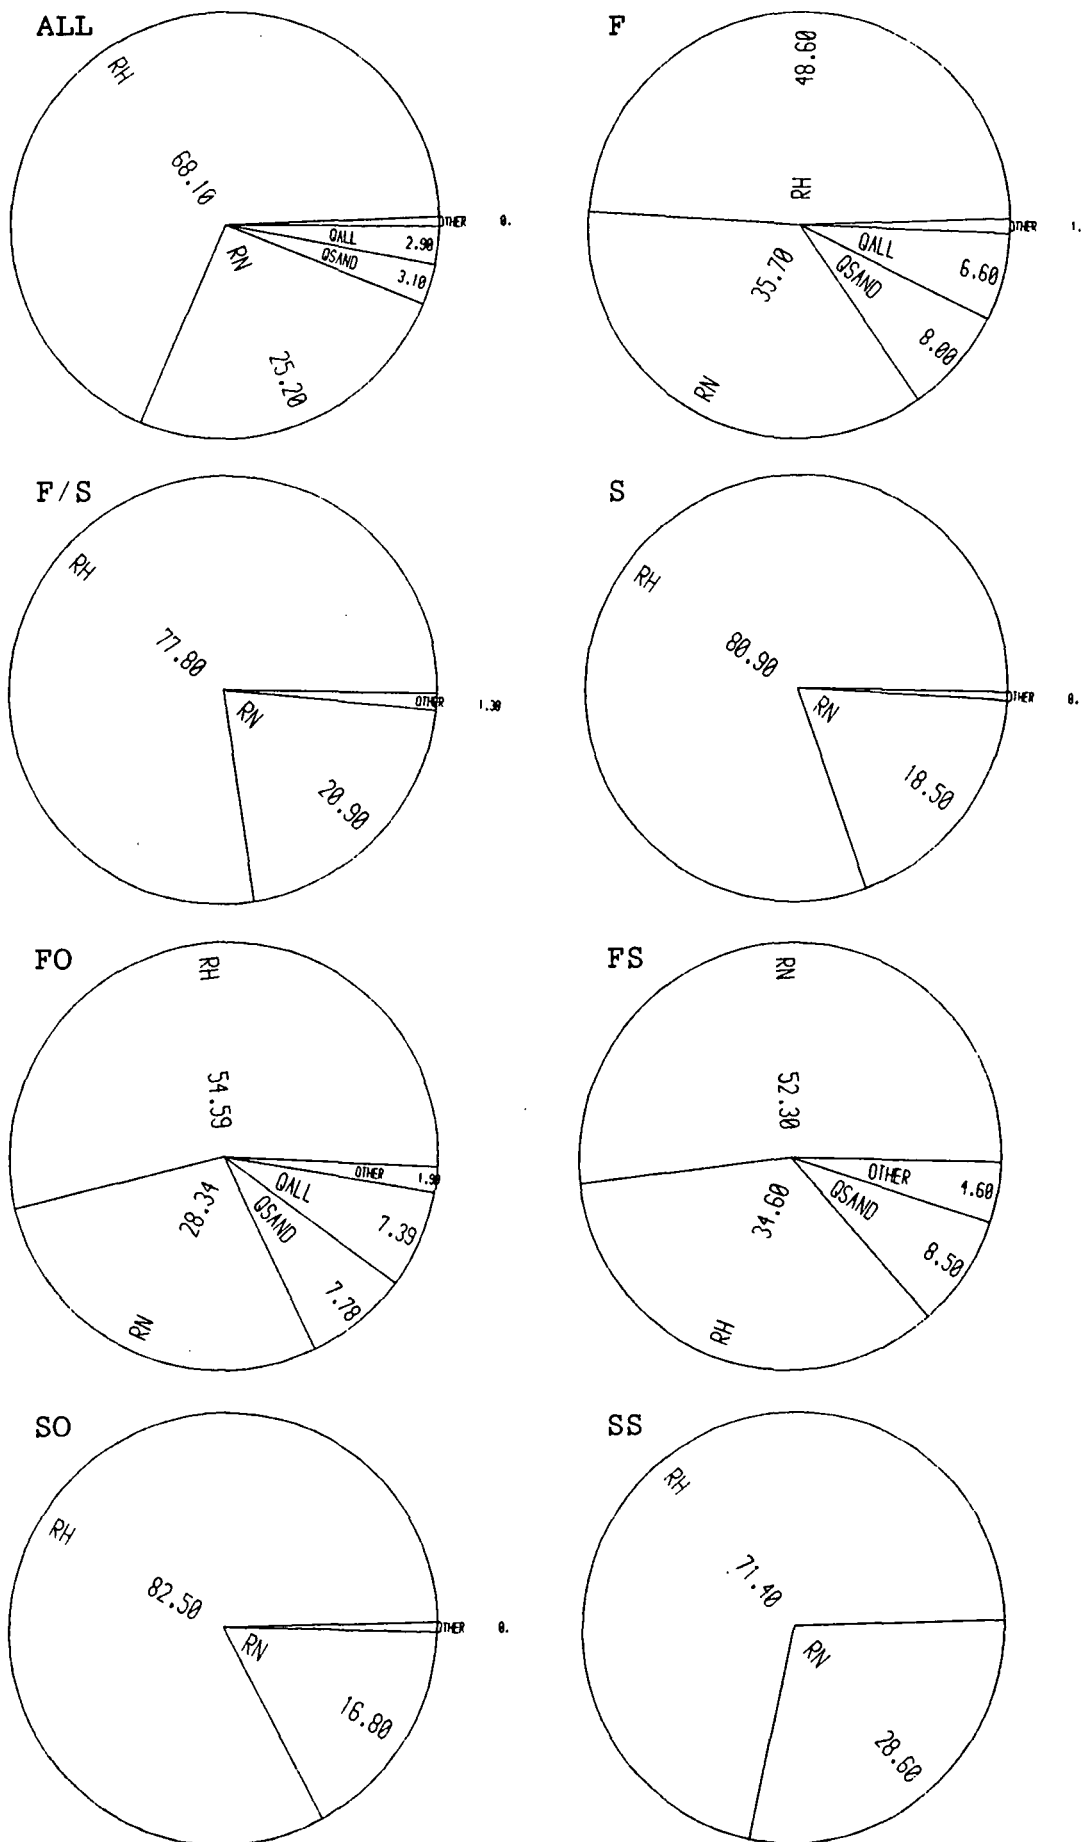 ALL
RH
68.10
OTHER 0.
QALL 2.90
QSAND 3.10
RN
25.20
F
48.60
RH
OTHER 1.
QALL 6.60
QSAND 8.00
35.70
RN
F/S
RH
77.80
OTHER 1.30
RN
20.90
S
RH
80.90
OTHER 0.
RN
18.50
FO
RH
54.59
OTHER 1.90
QALL 7.39
QSAND 7.78
28.34
RN
FS
RN
52.30
OTHER 4.60
QSAND 8.50
34.60
RH
SO
RH
82.50
OTHER 0.
RN
16.80
SS
RH
71.40
RN
28.60